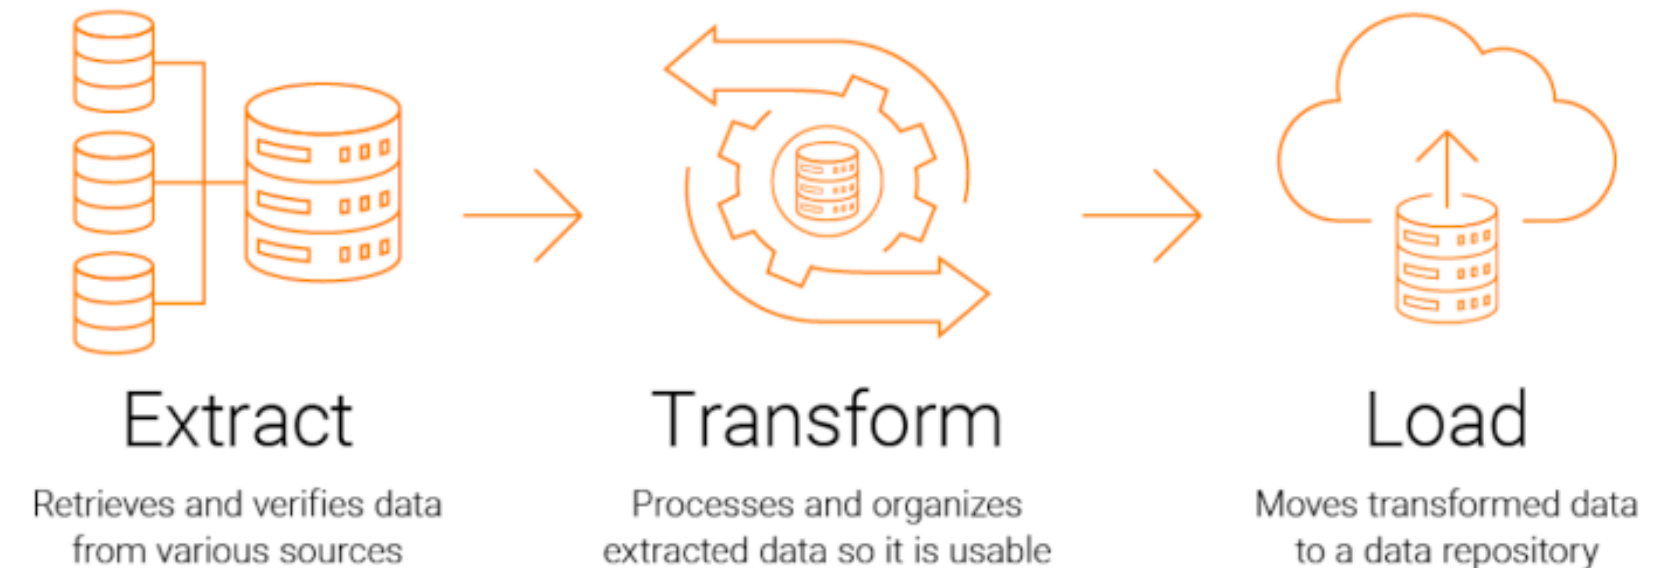 Extract
Retrieves and verifies data
from various sources
Transform
Processes and organizes
extracted data so it is usable
Load
Moves transformed data
to a data repository